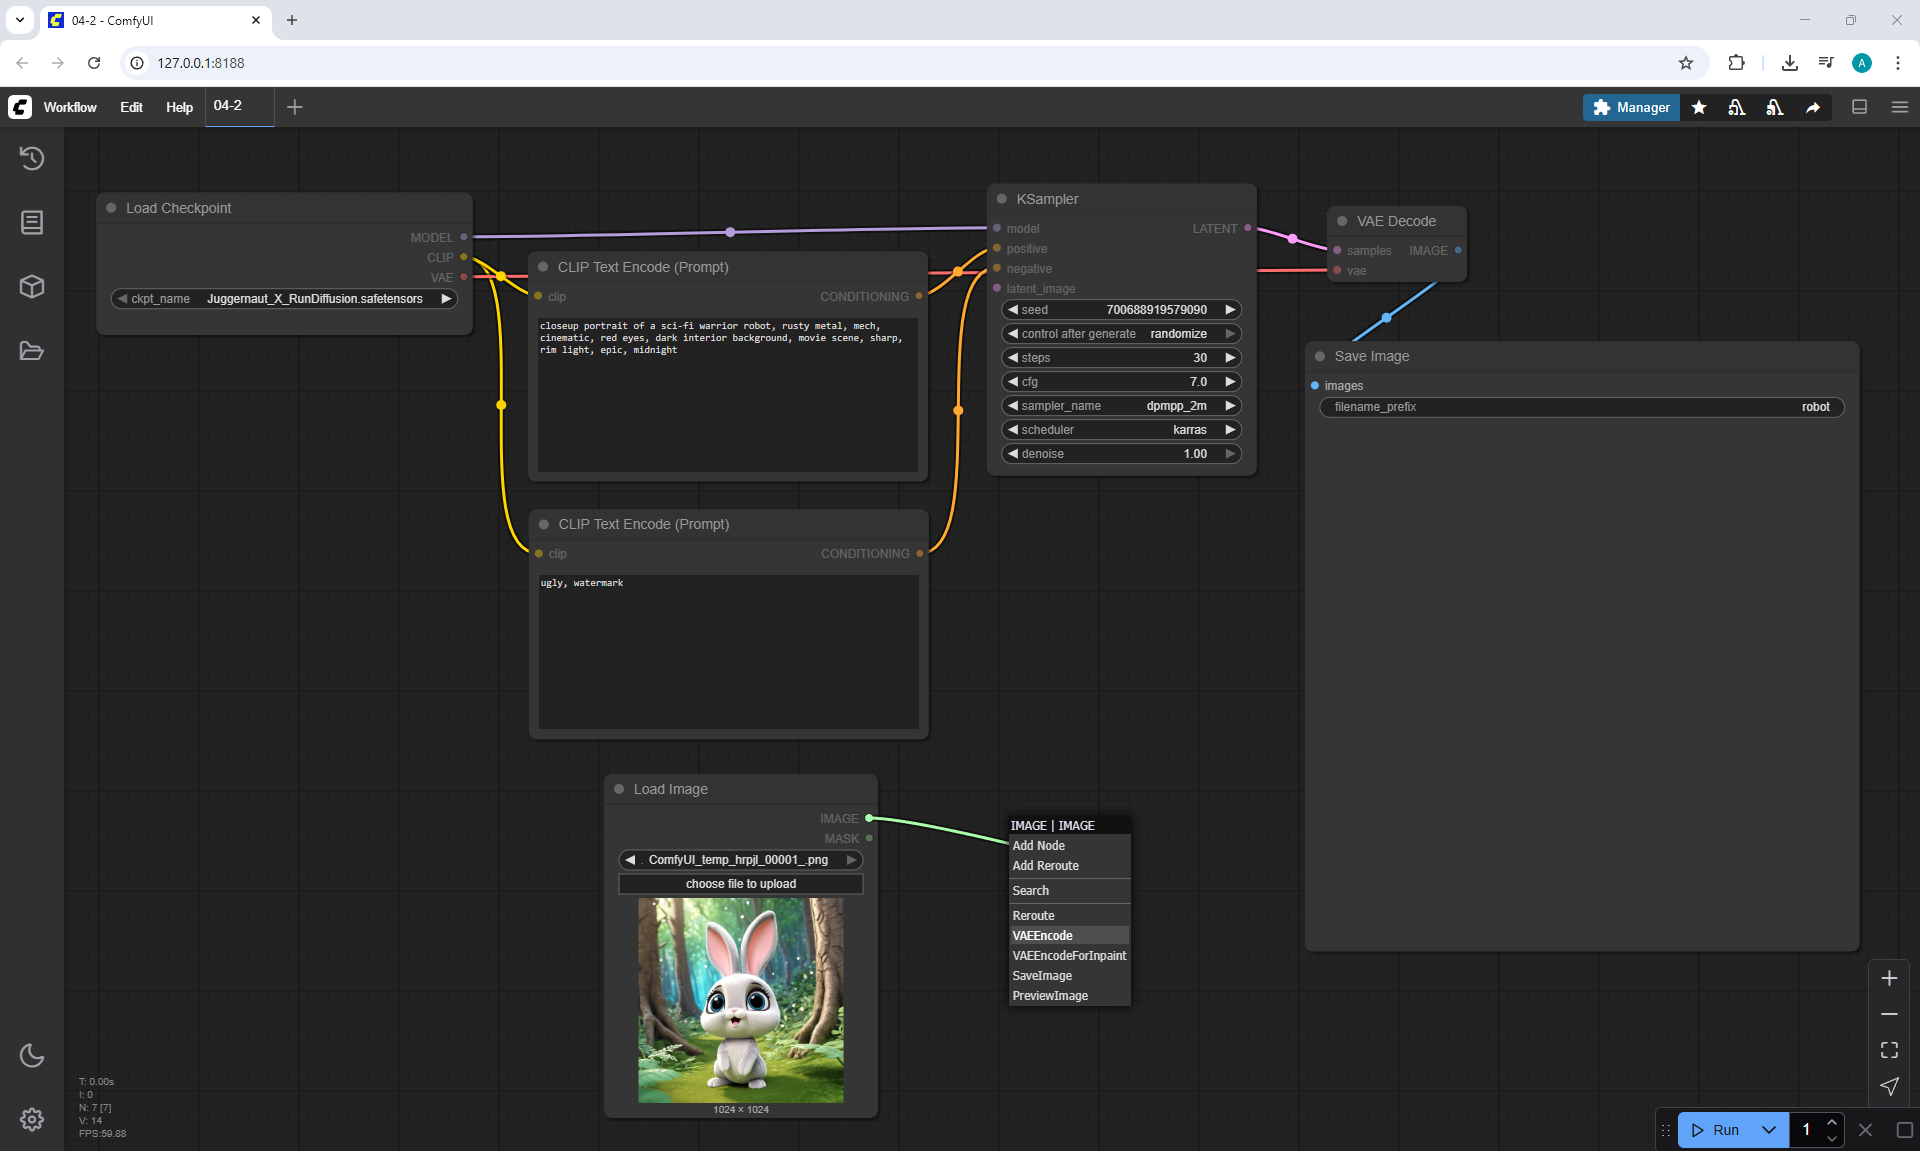 04-2 - ComfyUI
127.0.0.1:8188
A
Workflow
Edit
Help
04-2
Manager
Load Checkpoint
MODEL
CLIP
VAE
ckpt_name
Juggernaut_X_RunDiffusion.safetensors
CLIP Text Encode (Prompt)
clip
CONDITIONING
closeup portrait of a sci-fi warrior robot, rusty metal, mech,
cinematic, red eyes, dark interior background, movie scene, sharp,
rim light, epic, midnight
CLIP Text Encode (Prompt)
clip
CONDITIONING
ugly, watermark
KSampler
model
LATENT
positive
negative
latent_image
seed
700688919579090
control after generate
randomize
steps
30
cfg
7.0
sampler_name
dpmpp_2m
scheduler
karras
denoise
1.00
VAE Decode
samples
IMAGE
vae
Save Image
images
filename_prefix
robot
Load Image
IMAGE
MASK
ComfyUI_temp_hrpjl_00001_.png
choose file to upload
1024 × 1024
IMAGE | IMAGE
Add Node
Add Reroute
Search
Reroute
VAEEncode
VAEEncodeForInpaint
SaveImage
PreviewImage
T: 0.00s
I: 0
N: 7 [7]
V: 14
FPS:59.88
Run
1